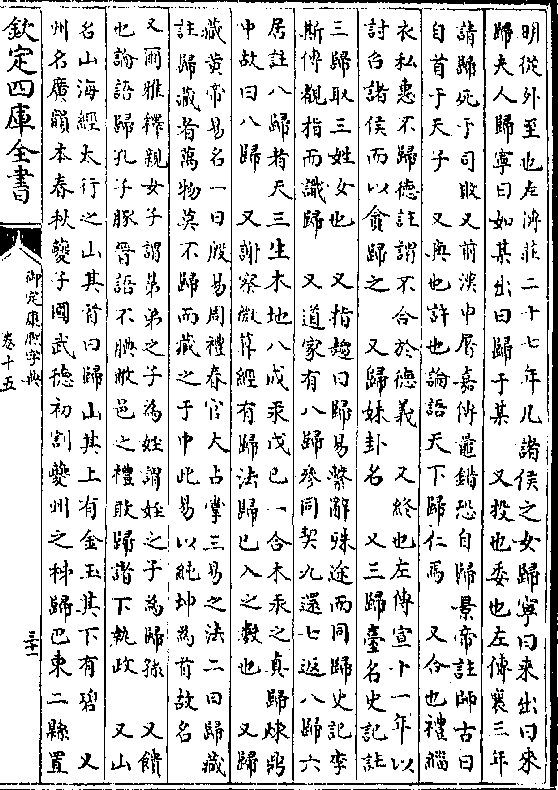 明從外至也左傳莊二十七年凡諸侯之女歸寧曰來出曰來
歸夫人歸寧曰如某出曰歸于某　又投也委也左傳襄三年
請歸死于司敗又前漢申屠嘉傳鼂錯恐自歸景帝註師古曰
自首于天子　又與也許也論語天下歸仁焉　又合也禮緇
衣私惠不歸德註謂不合於德義　又終也左傳宣十一年以
討召諸侯而以貪歸之　又歸妹卦名　又三歸臺名史記註
三歸取三姓女也　又指趨曰歸易繫辭殊途而同歸史記李
斯傳觀指而識歸　又道家有八歸參同契九還七返八歸六
居註八歸者天三生木地八成汞戊己一合木汞之貞歸煉鼎
中故曰八歸　又謝察微算經有歸法歸已入之數也　又歸
藏黃帝易名一曰殷易周禮春官大占掌三易之法二曰歸藏
註歸藏者萬物莫不歸而藏之于中此易以純坤為首故名
又爾雅釋親女子謂昆弟之子為姪謂姪之子為歸孫　又饋
也論語歸孔子豚晉語不腆敝邑之禮敢歸諸下執政　又山
名山海經太行之山其首曰歸山其上有金玉其下有碧　又
州名廣韻本春秋夔子國武德初割夔州之秭歸巴東二縣置
欽定四庫全書
御定康熙字典
卷十五
三十二